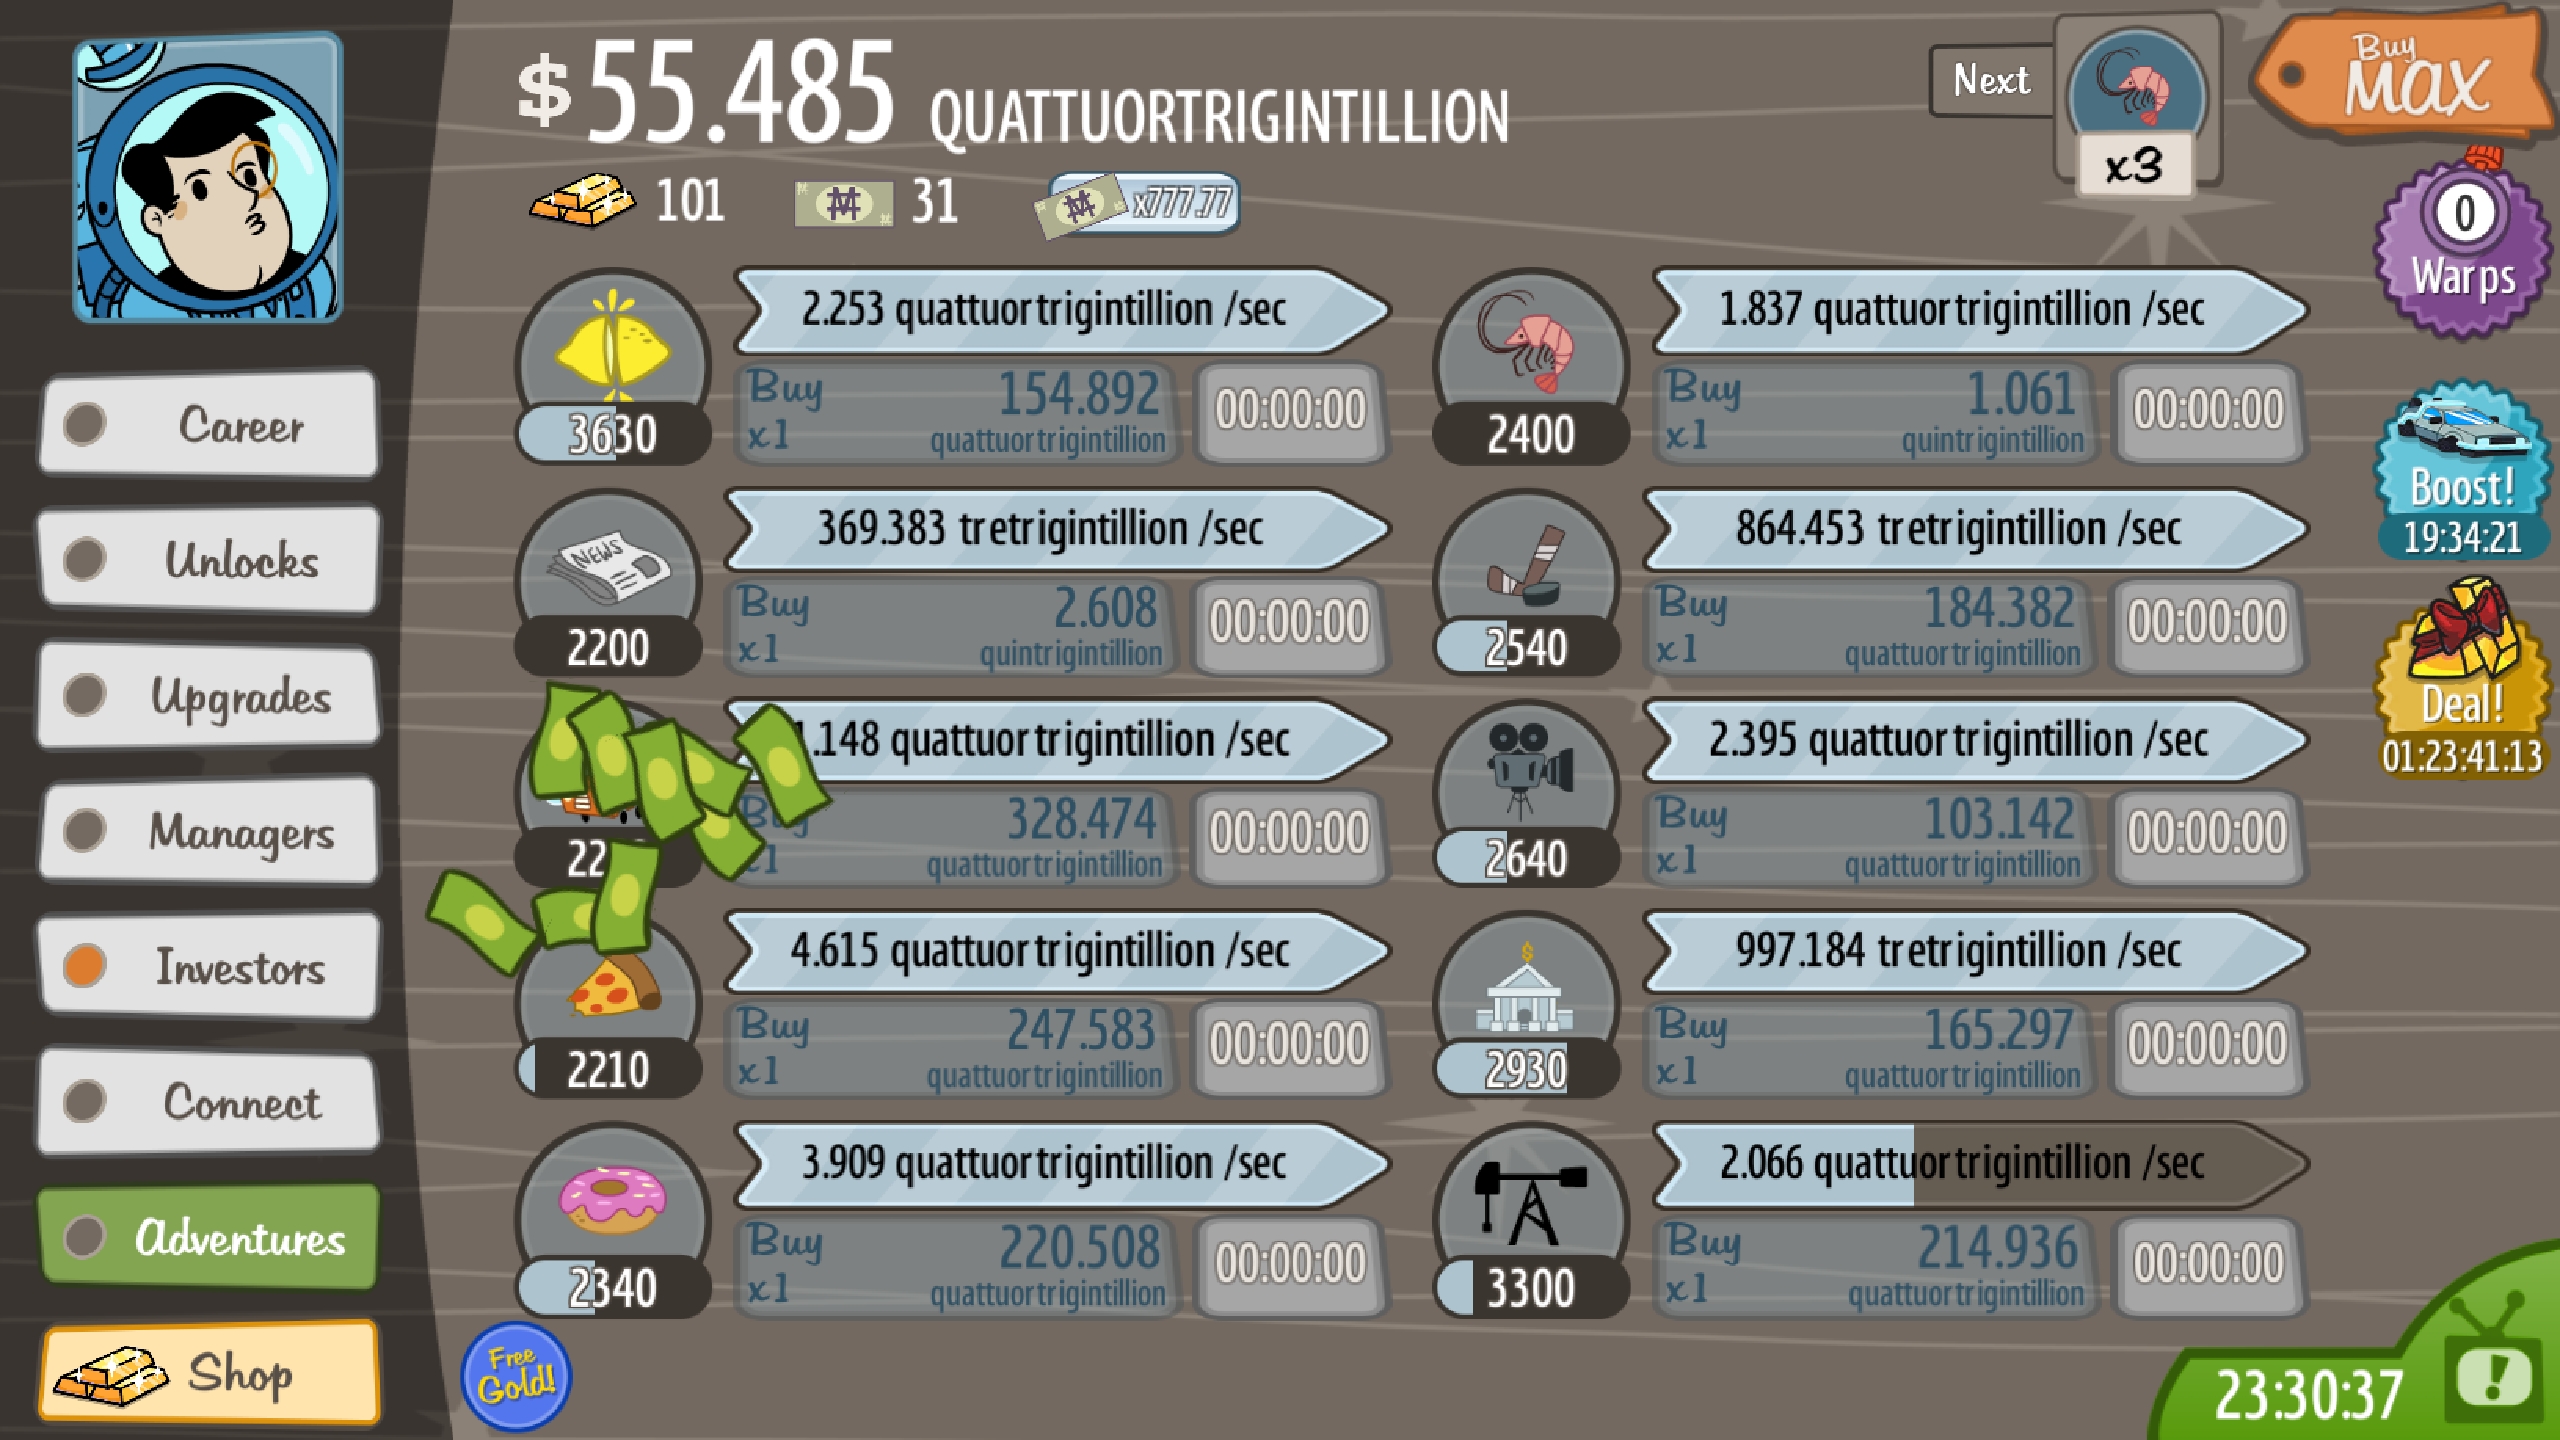 $55.485 QUATTUORTRIGINTILLION
101 31 x777.77
Next
x3
Buy
MAX
0
Warps
Boost!
19:34:21
Deal!
01:23:41:13
Career
Unlocks
Upgrades
Managers
Investors
Connect
Adventures
Shop
2.253 quattuortrigintillion /sec
3630
Buy
x1
154.892
quattuortrigintillion
00:00:00
1.837 quattuortrigintillion /sec
2400
Buy
x1
1.061
quintrigintillion
00:00:00
369.383 tretrigintillion /sec
NEWS
2200
Buy
x1
2.608
quintrigintillion
00:00:00
864.453 tretrigintillion /sec
2540
Buy
x1
184.382
quattuortrigintillion
00:00:00
.148 quattuortrigintillion /sec
22
328.474
quattuortrigintillion
00:00:00
2.395 quattuortrigintillion /sec
2640
Buy
x1
103.142
quattuortrigintillion
00:00:00
4.615 quattuortrigintillion /sec
2210
Buy
x1
247.583
quattuortrigintillion
00:00:00
997.184 tretrigintillion /sec
$
2930
Buy
x1
165.297
quattuortrigintillion
00:00:00
3.909 quattuortrigintillion /sec
2340
Buy
x1
220.508
quattuortrigintillion
00:00:00
2.066 quattuortrigintillion /sec
3300
Buy
x1
214.936
quattuortrigintillion
00:00:00
Free
Gold!
23:30:37
!